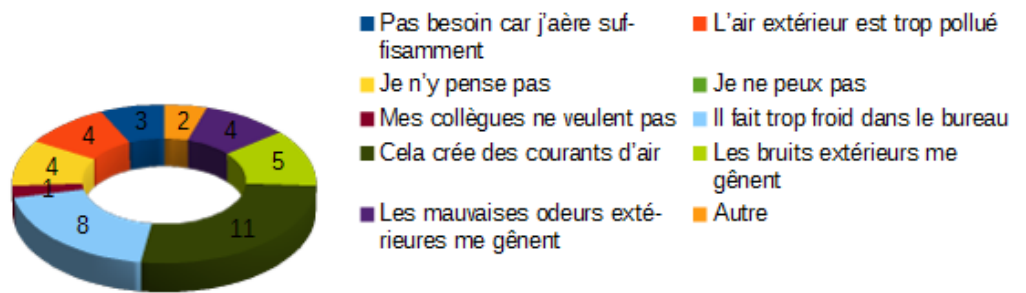 Pas besoin car j'aère suf-
fisamment
L'air extérieur est trop pollué
Je n'y pense pas
Je ne peux pas
Mes collègues ne veulent pas
Il fait trop froid dans le bureau
Cela crée des courants d'air
Les bruits extérieurs me
gênent
Les mauvaises odeurs exté-
rieures me gênent
Autre
3
2
4
4
5
4
1
8
11